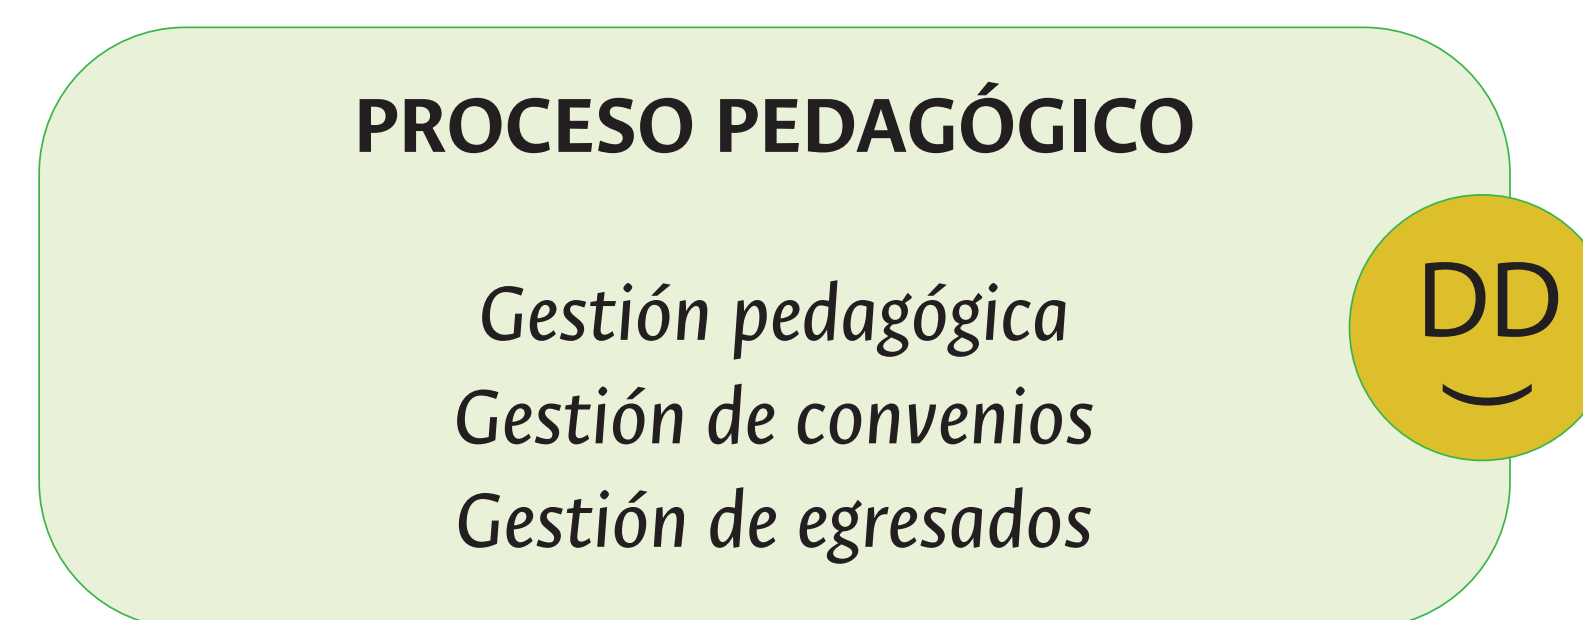 PROCESO PEDAGÓGICO
Gestión pedagógica
Gestión de convenios
Gestión de egresados
DD